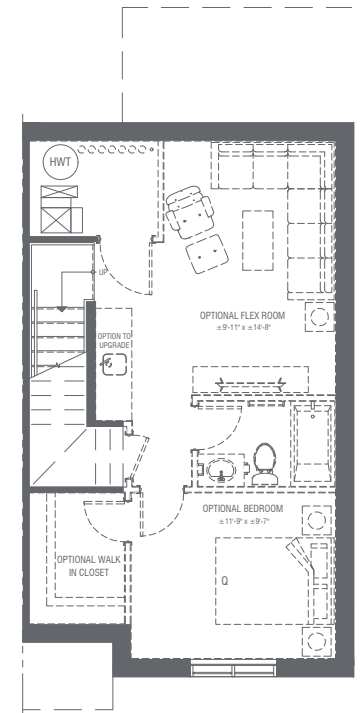 HWT
UP
OPTIONAL FLEX ROOM
±9'-11" x ±14'-8"
OPTION TO
UPGRADE
OPTIONAL BEDROOM
±11'-9" x ±9'-7"
OPTIONAL WALK
IN CLOSET
Q